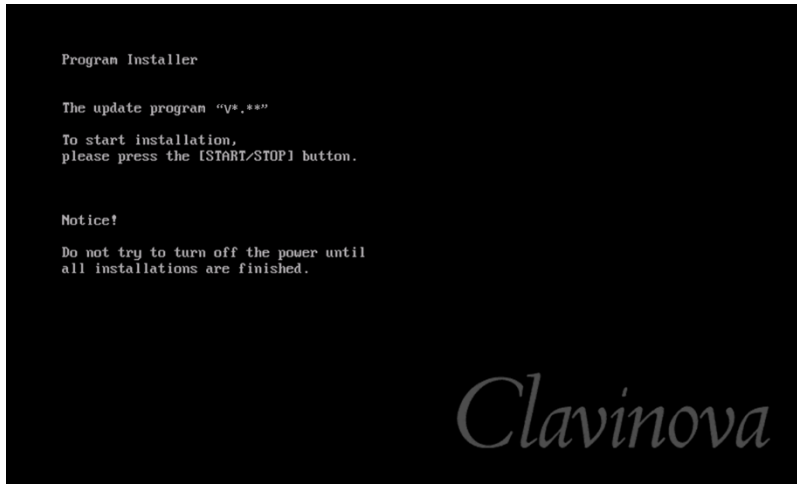 Program Installer
The update program “V*.**”
To start installation,
please press the [START/STOP] button.
Notice!
Do not try to turn off the power until
all installations are finished.
Clavinova